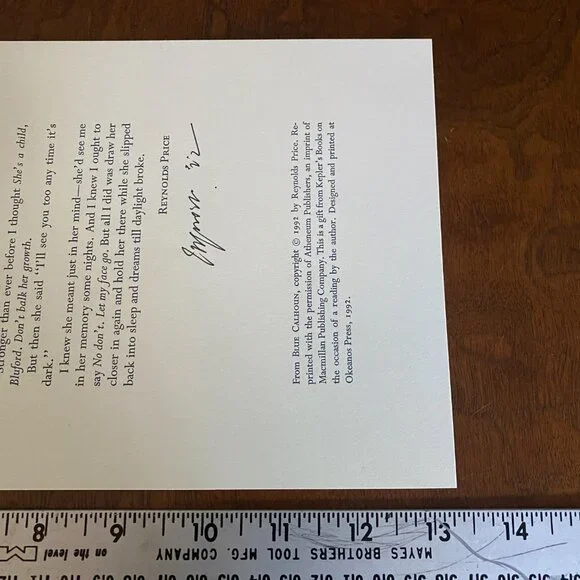 Stronger than ever before I thought She's a child,
Bluford. Don't balk her growth.
But then she said "I'll see you too any time it's
dark."
I knew she meant just in her mind—she'd see me
in her memory some nights. And I knew I ought to
say No don't, Let my face go. But all I did was draw her
closer in again and hold her there while she slipped
back into sleep and dreams till daylight broke.
REYNOLDS PRICE
From BLUE CALHOUN, copyright © 1992 by Reynolds Price. Re-
printed with the permission of Atheneum Publishers, an imprint of
Macmillan Publishing Company. This is a gift from Kepler's Books on
the occasion of a reading by the author. Designed and printed at
Okeanos Press, 1992.
8 9 10 11 12 13 14
on the level
MAYES BROTHERS TOOL MFG. COMPANY